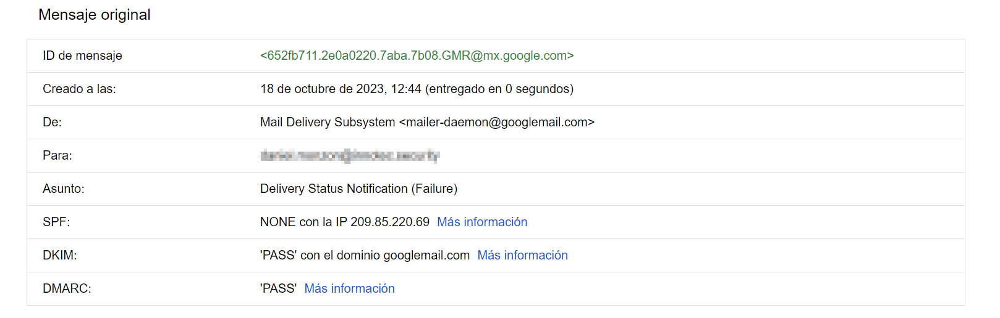 Mensaje original
ID de mensaje <652fb711.2e0a0220.7aba.7b08.GMR@mx.google.com>
Creado a las: 18 de octubre de 2023, 12:44 (entregado en 0 segundos)
De: Mail Delivery Subsystem <mailer-daemon@googlemail.com>
Para:
Asunto: Delivery Status Notification (Failure)
SPF: NONE con la IP 209.85.220.69 Más información
DKIM: 'PASS' con el dominio googlemail.com Más información
DMARC: 'PASS' Más información